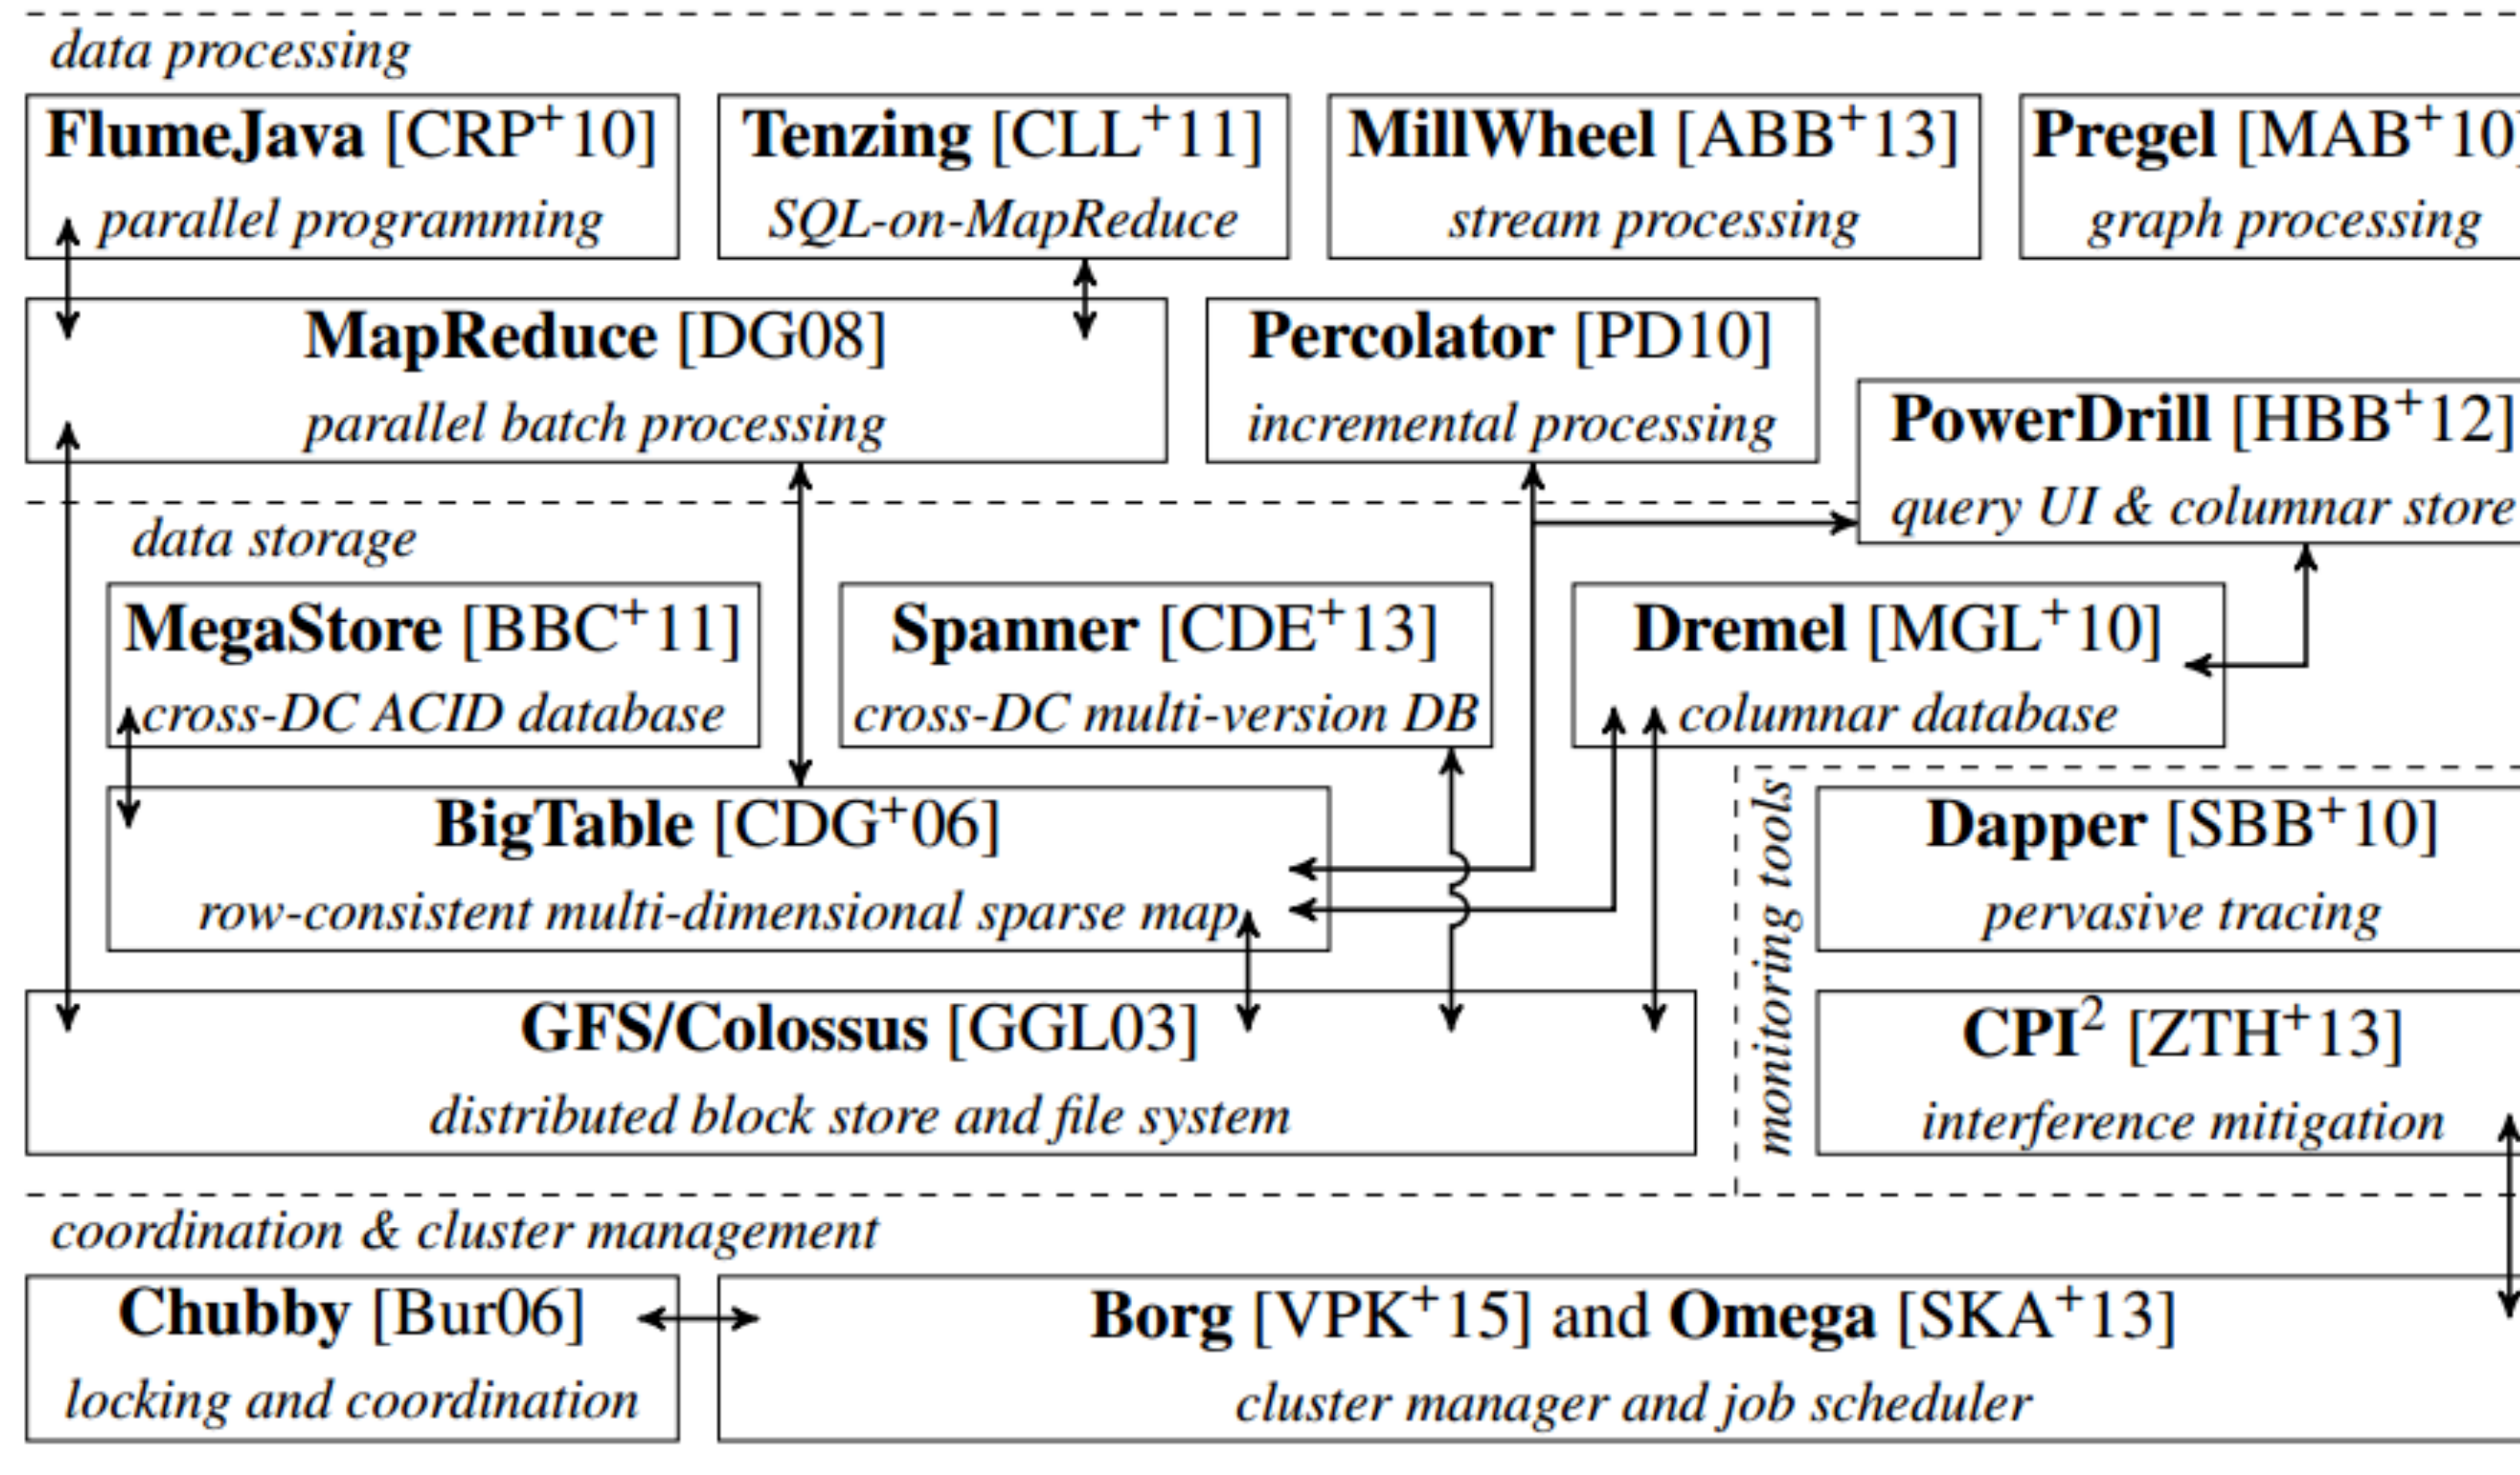 data processing
FlumeJava [CRP+10]
parallel programming
Tenzing [CLL+11]
SQL-on-MapReduce
MillWheel [ABB+13]
stream processing
Pregel [MAB+10]
graph processing
MapReduce [DG08]
parallel batch processing
Percolator [PD10]
incremental processing
PowerDrill [HBB+12]
query UI & columnar store
data storage
MegaStore [BBC+11]
cross-DC ACID database
Spanner [CDE+13]
cross-DC multi-version DB
Dremel [MGL+10]
columnar database
BigTable [CDG+06]
row-consistent multi-dimensional sparse map
GFS/Colossus [GGL03]
distributed block store and file system
monitoring tools
Dapper [SBB+10]
pervasive tracing
CPI² [ZTH+13]
interference mitigation
coordination & cluster management
Chubby [Bur06]
locking and coordination
Borg [VPK+15] and Omega [SKA+13]
cluster manager and job scheduler